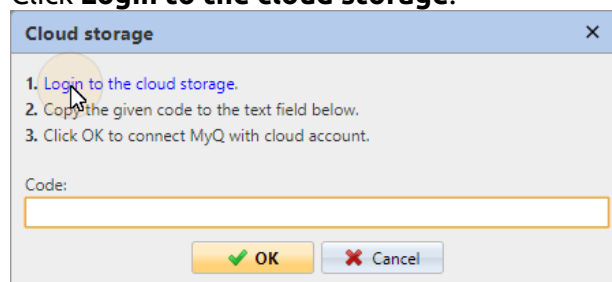 Click Login to the cloud storage.
Cloud storage
1. Login to the cloud storage.
2. Copy the given code to the text field below.
3. Click OK to connect MyQ with cloud account.
Code:
OK Cancel